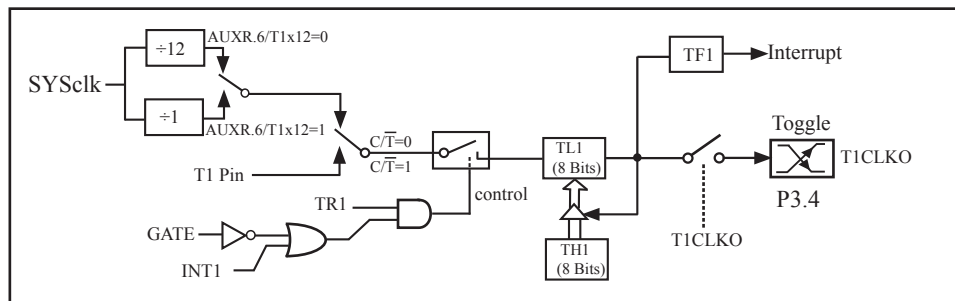 AUXR.6/T1x12=0
÷12
SYSclk
÷1
AUXR.6/T1x12=1
T1 Pin
C/T̅=0
C/T̅=1
TR1
control
GATE
INT1
TL1
(8 Bits)
TH1
(8 Bits)
TF1
Interrupt
Toggle
T1CLKO
P3.4
T1CLKO